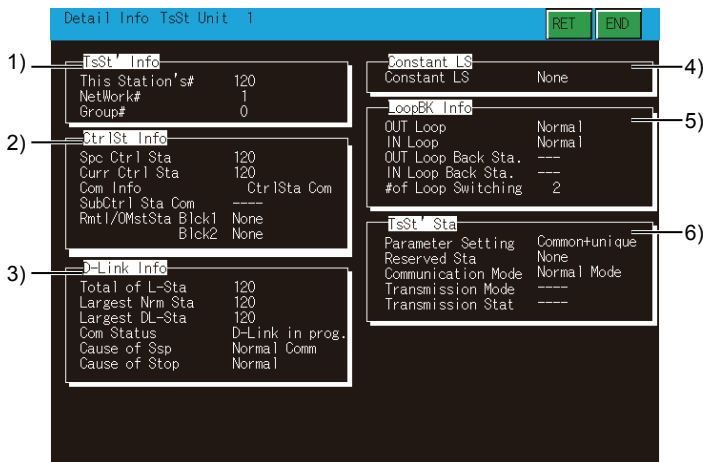 Detail Info TsSt Unit 1
RET
END
1)
TsSt' Info
This Station's# 120
NetWork# 1
Group# 0
2)
CtrlSt Info
Spc Ctrl Sta 120
Curr Ctrl Sta 120
Com Info CtrlSta Com
SubCtrl Sta Com ----
RmtI/OMstSta Blck1 None
Blck2 None
3)
D-Link Info
Total of L-Sta 120
Largest Nrm Sta 120
Largest DL-Sta 120
Com Status D-Link in prog.
Cause of Ssp Normal Comm
Cause of Stop Normal
Constant LS
4)
Constant LS None
LoopBK Info
5)
OUT Loop Normal
IN Loop Normal
OUT Loop Back Sta. ---
IN Loop Back Sta. ---
#of Loop Switching 2
TsSt' Sta
6)
Parameter Setting Common+unique
Reserved Sta None
Communication Mode Normal Mode
Transmission Mode ----
Transmission Stat ----